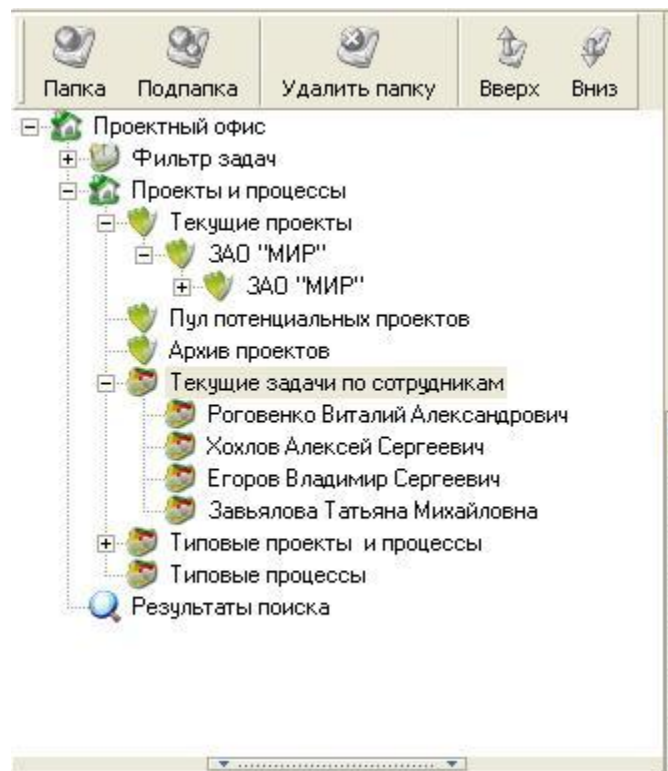 Папка Подпапка Удалить папку Вверх Вниз
Проектный офис
Фильтр задач
Проекты и процессы
Текущие проекты
ЗАО "МИР"
ЗАО "МИР"
Пул потенциальных проектов
Архив проектов
Текущие задачи по сотрудникам
Роговенко Виталий Александрович
Хохлов Алексей Сергеевич
Егоров Владимир Сергеевич
Завьялова Татьяна Михайловна
Типовые проекты и процессы
Типовые процессы
Результаты поиска